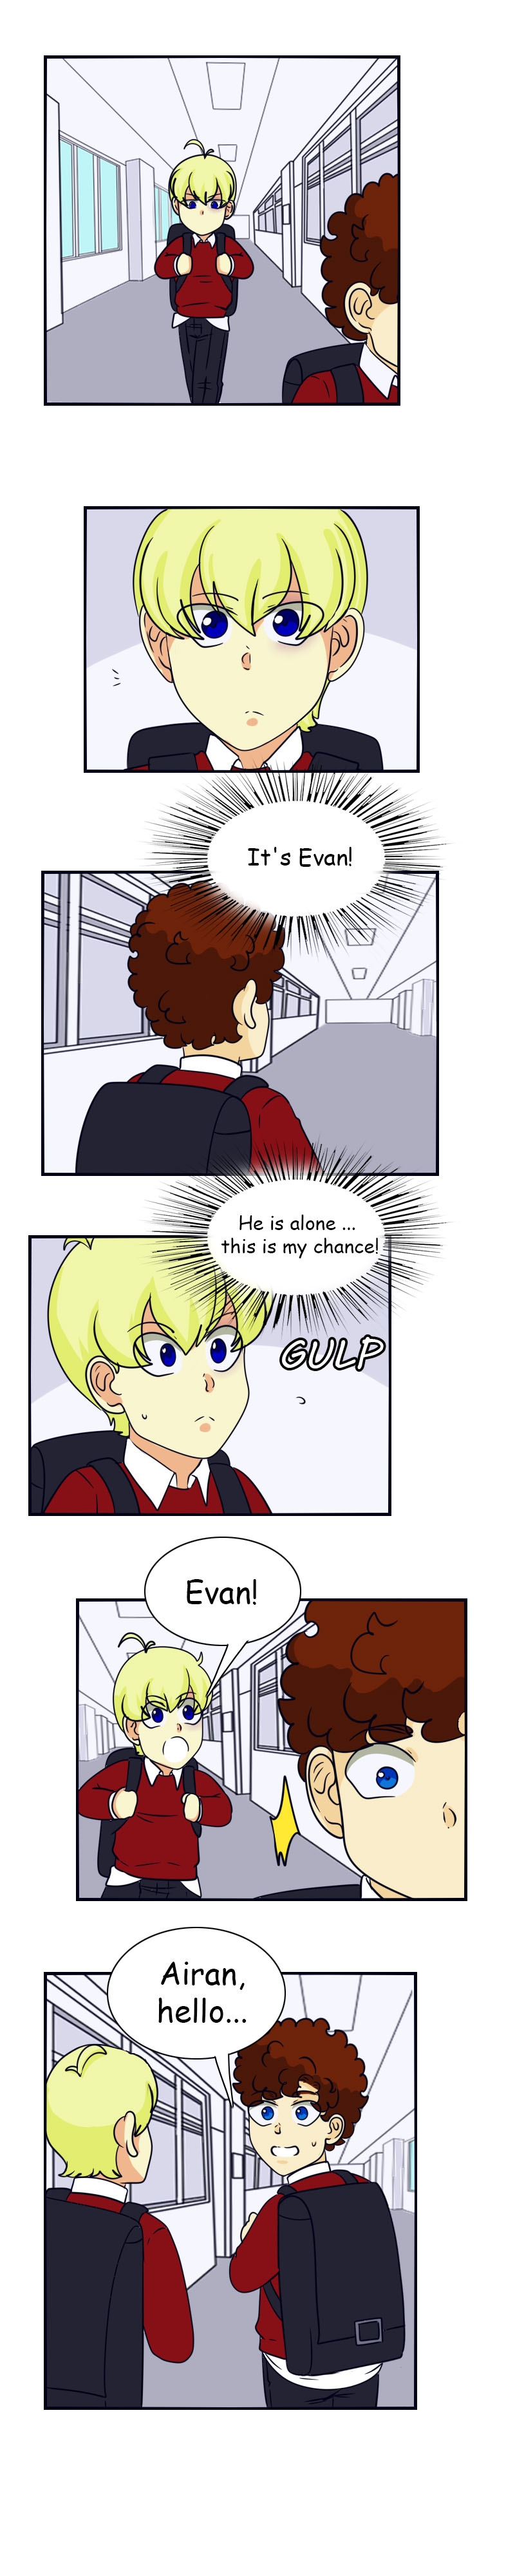 It's Evan!
He is alone ...
this is my chance!
GULP
Evan!
Airan,
hello...